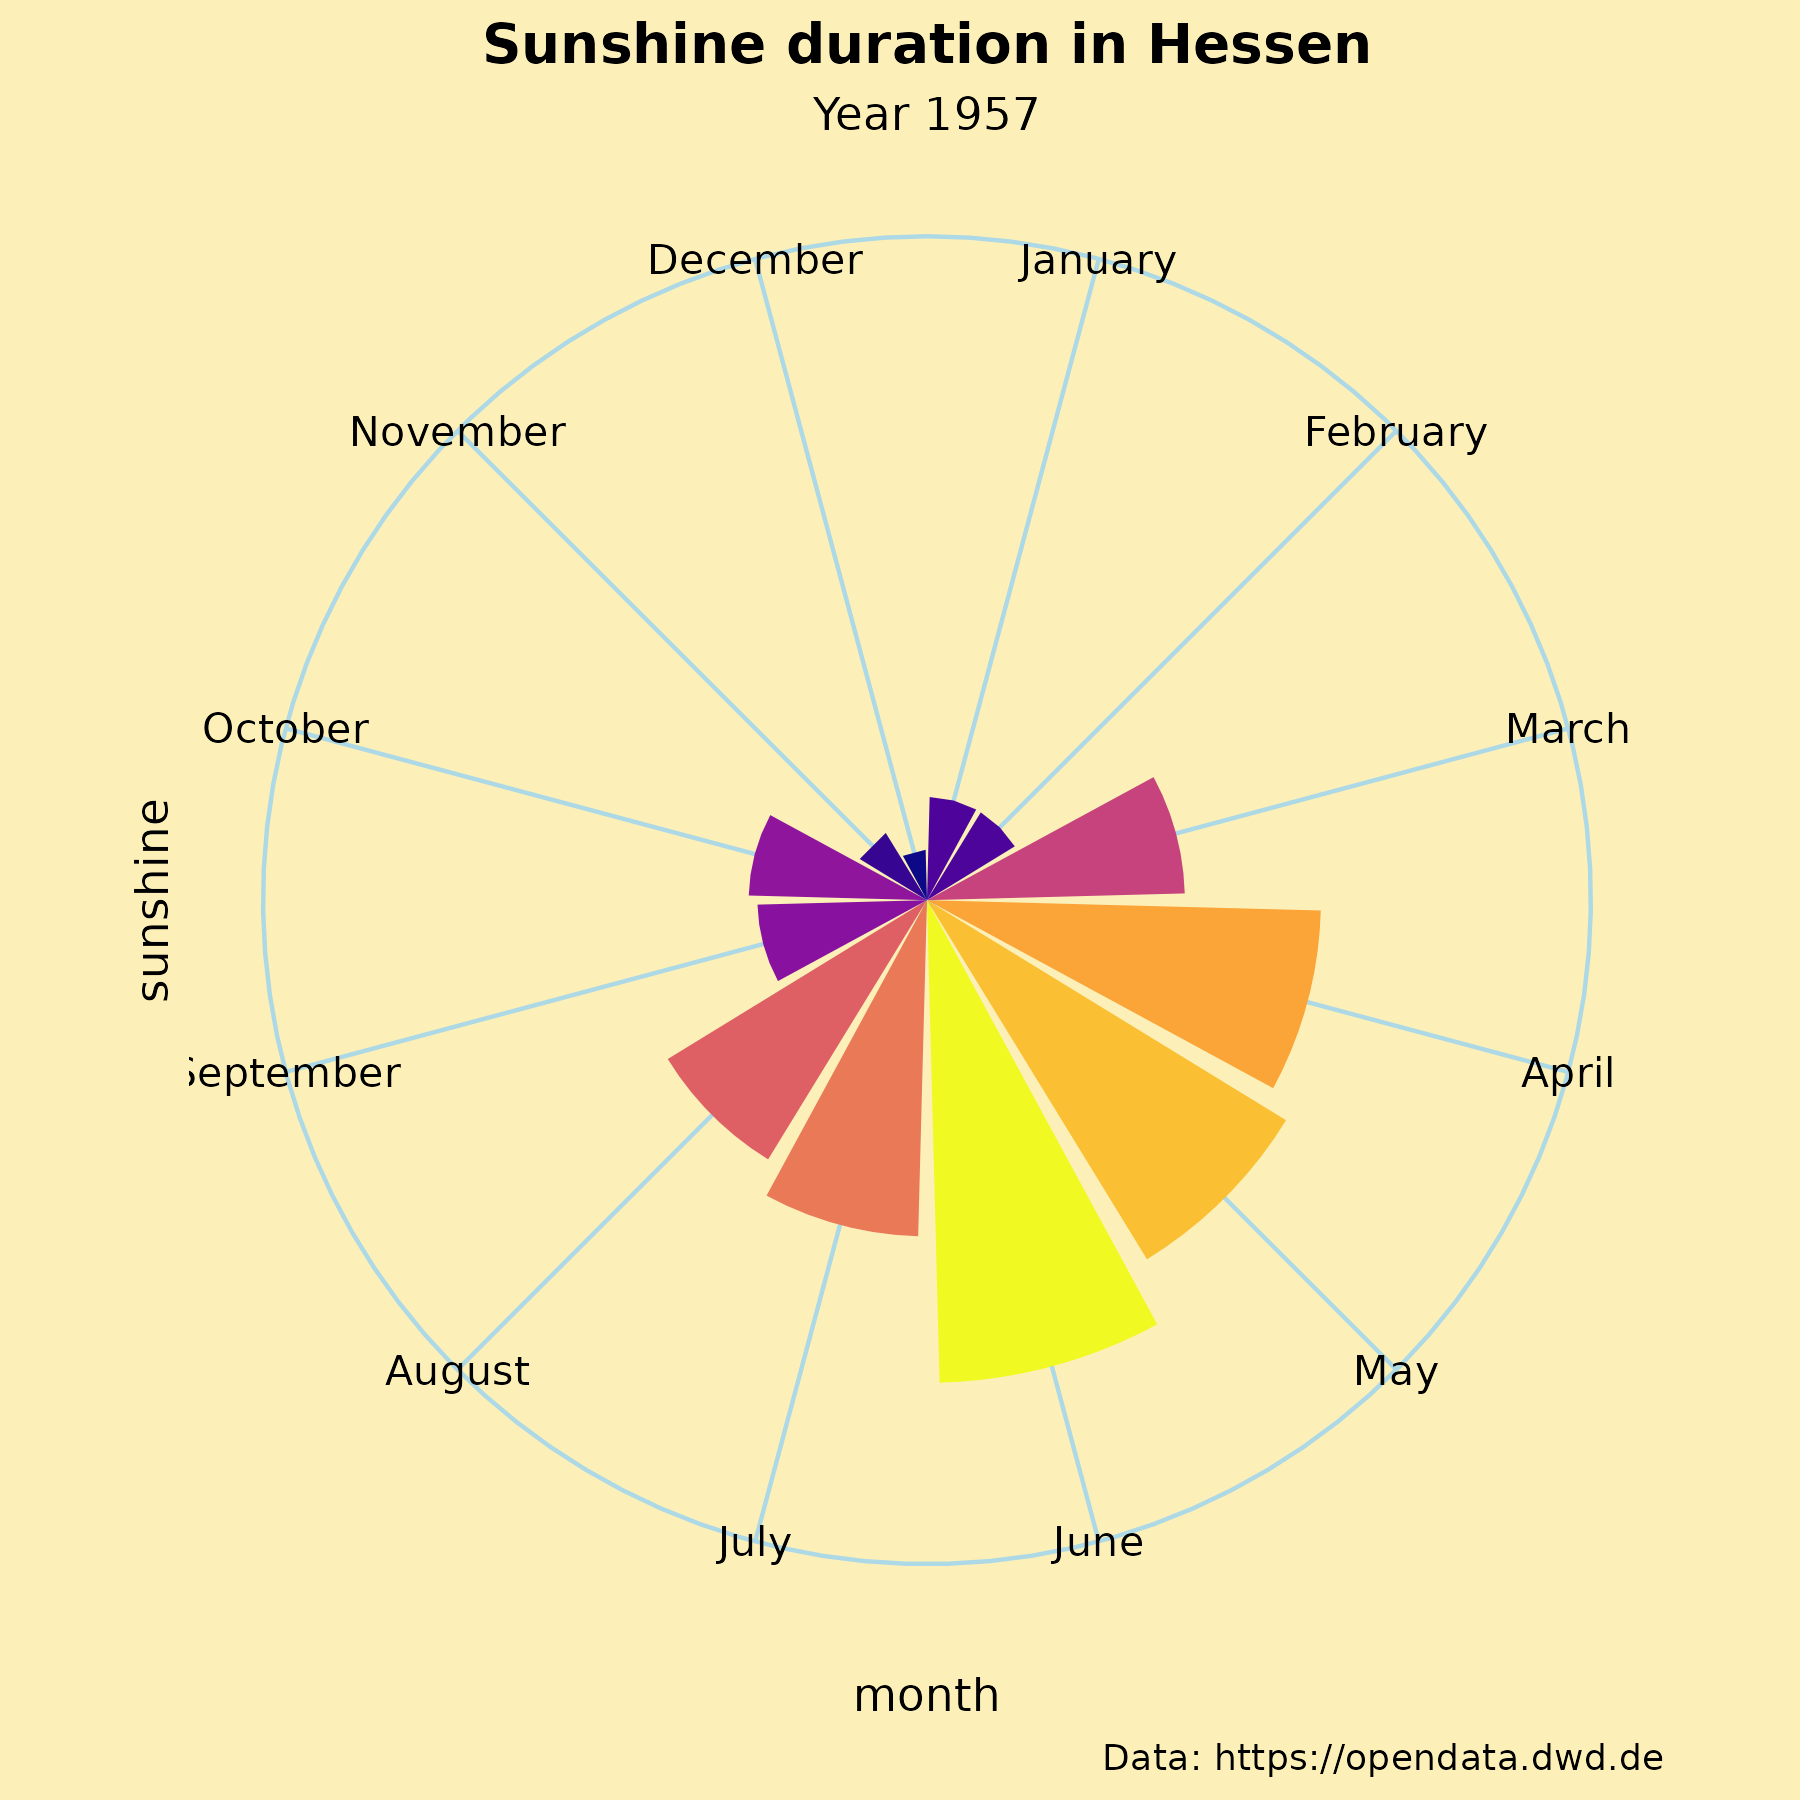 Sunshine duration in Hessen
Year 1957
December
January
November
February
October
March
sunshine
September
April
August
May
July
June
month
Data: https://opendata.dwd.de